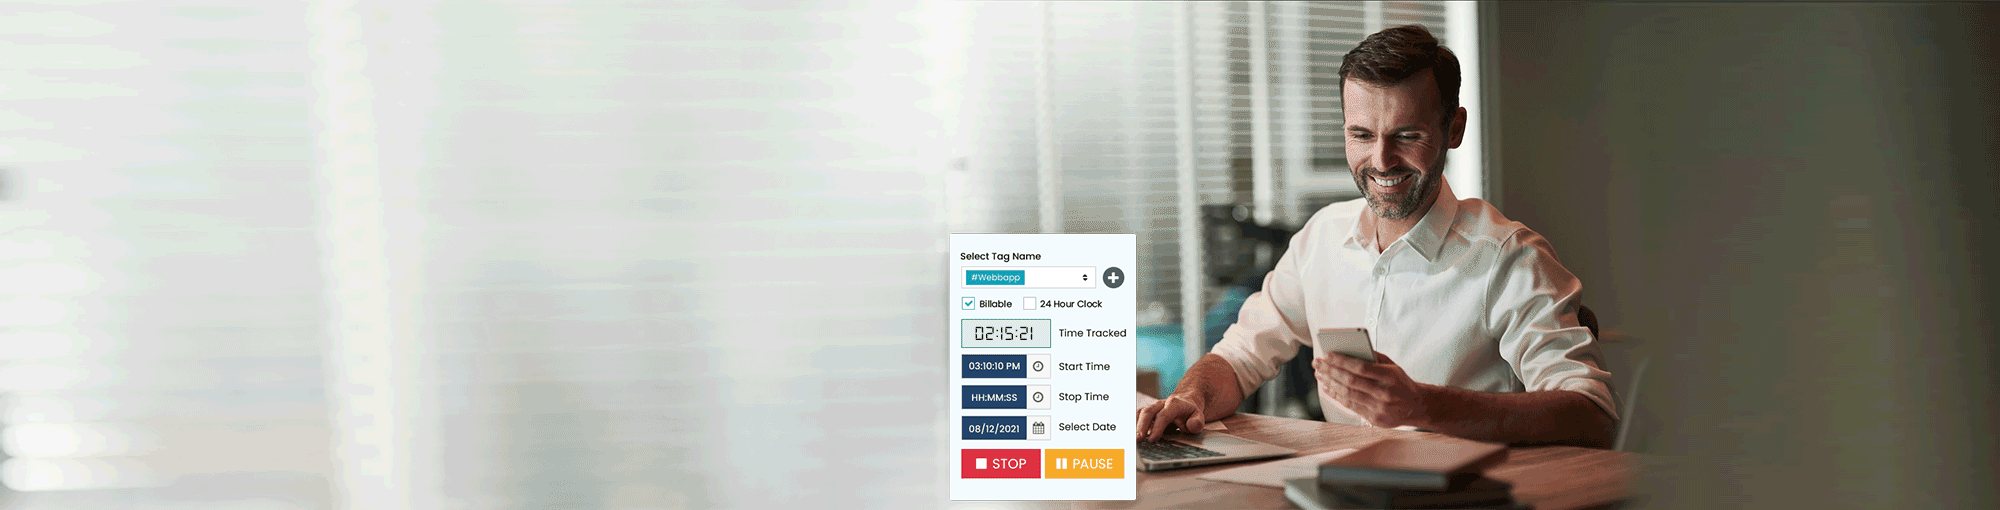 Select Tag Name
#Webbapp
Billable 24 Hour Clock
02:15:21 Time Tracked
03:10:10 PM Start Time
HH:MM:SS Stop Time
08/12/2021 Select Date
STOP PAUSE